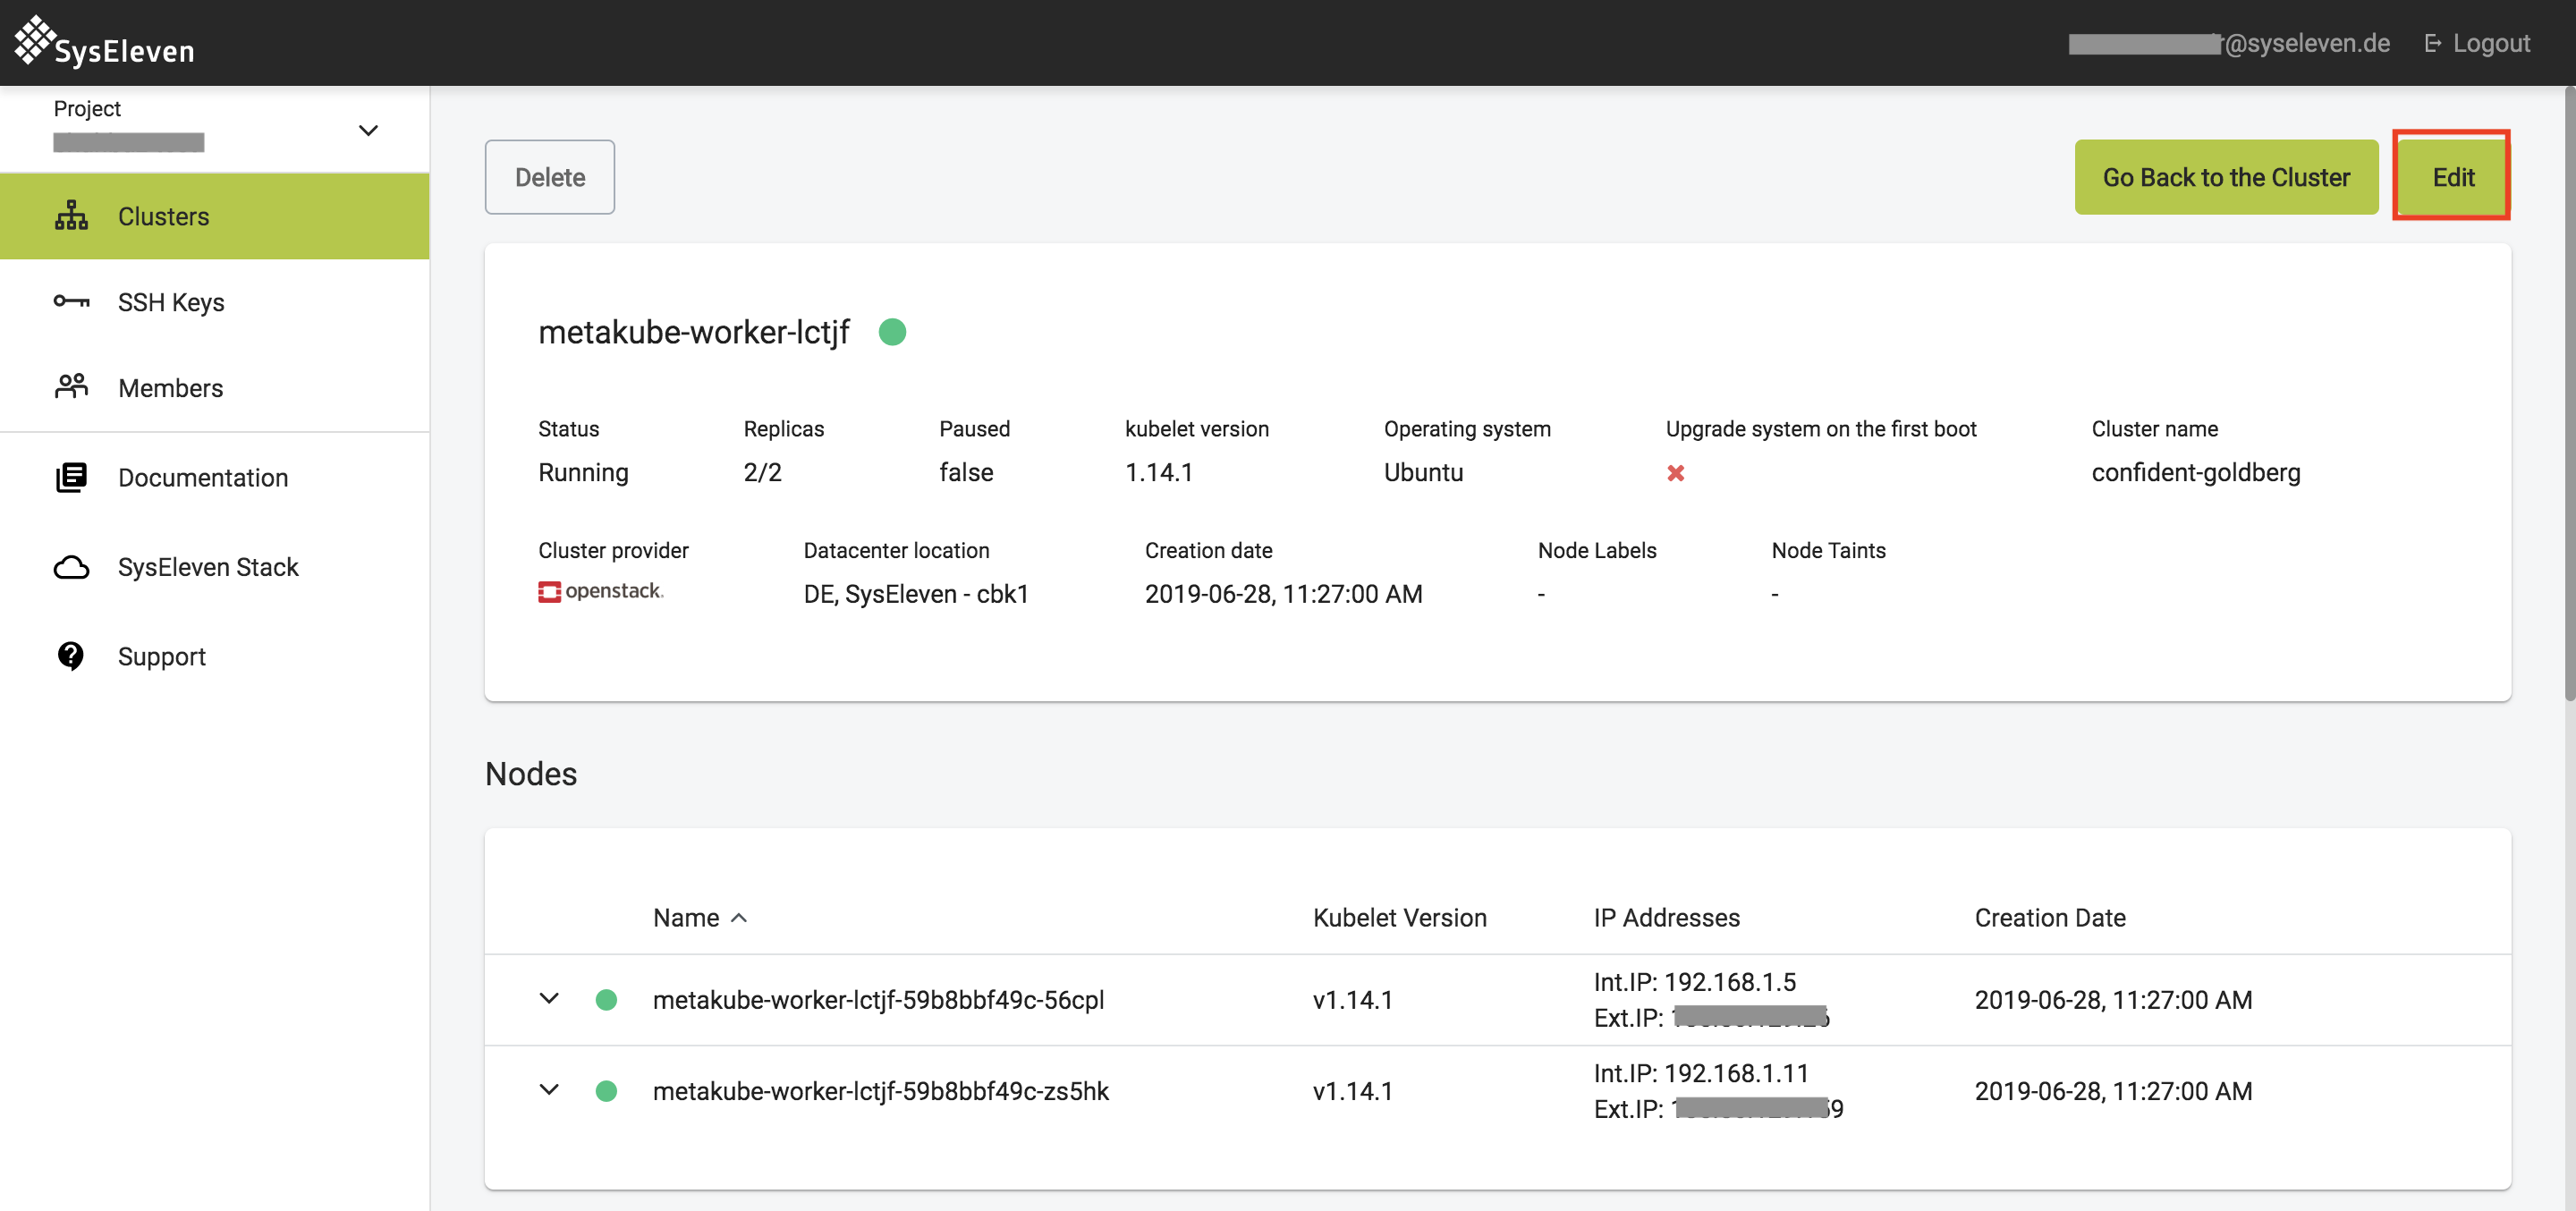 SysEleven
@syseleven.de
Logout
Project
Clusters
SSH Keys
Members
Documentation
SysEleven Stack
Support
Delete
Go Back to the Cluster
Edit
metakube-worker-lctjf
Status
Replicas
Paused
kubelet version
Operating system
Upgrade system on the first boot
Cluster name
Running
2/2
false
1.14.1
Ubuntu
confident-goldberg
Cluster provider
Datacenter location
Creation date
Node Labels
Node Taints
openstack.
DE, SysEleven - cbk1
2019-06-28, 11:27:00 AM
-
-
Nodes
Name
Kubelet Version
IP Addresses
Creation Date
metakube-worker-lctjf-59b8bbf49c-56cpl
v1.14.1
Int.IP: 192.168.1.5
Ext.IP:
2019-06-28, 11:27:00 AM
metakube-worker-lctjf-59b8bbf49c-zs5hk
v1.14.1
Int.IP: 192.168.1.11
Ext.IP:
2019-06-28, 11:27:00 AM